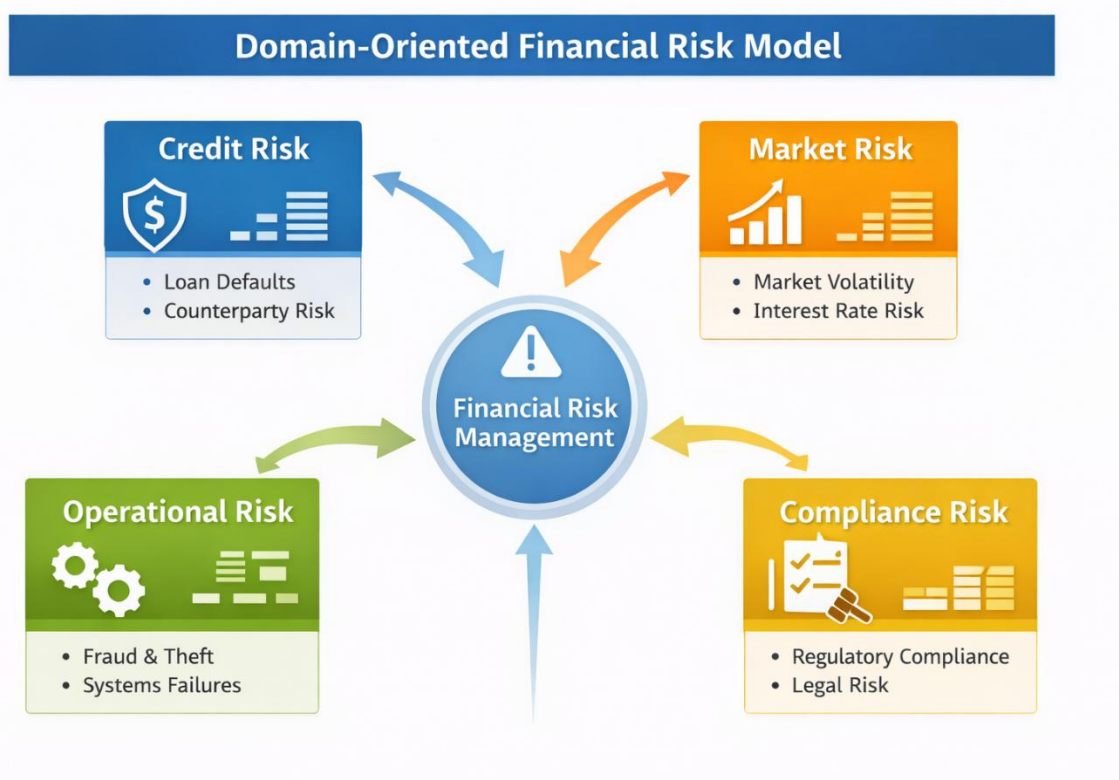 Domain-Oriented Financial Risk Model
Credit Risk
$
• Loan Defaults
• Counterparty Risk
Market Risk
• Market Volatility
• Interest Rate Risk
Financial Risk
Management
Operational Risk
• Fraud & Theft
• Systems Failures
Compliance Risk
• Regulatory Compliance
• Legal Risk